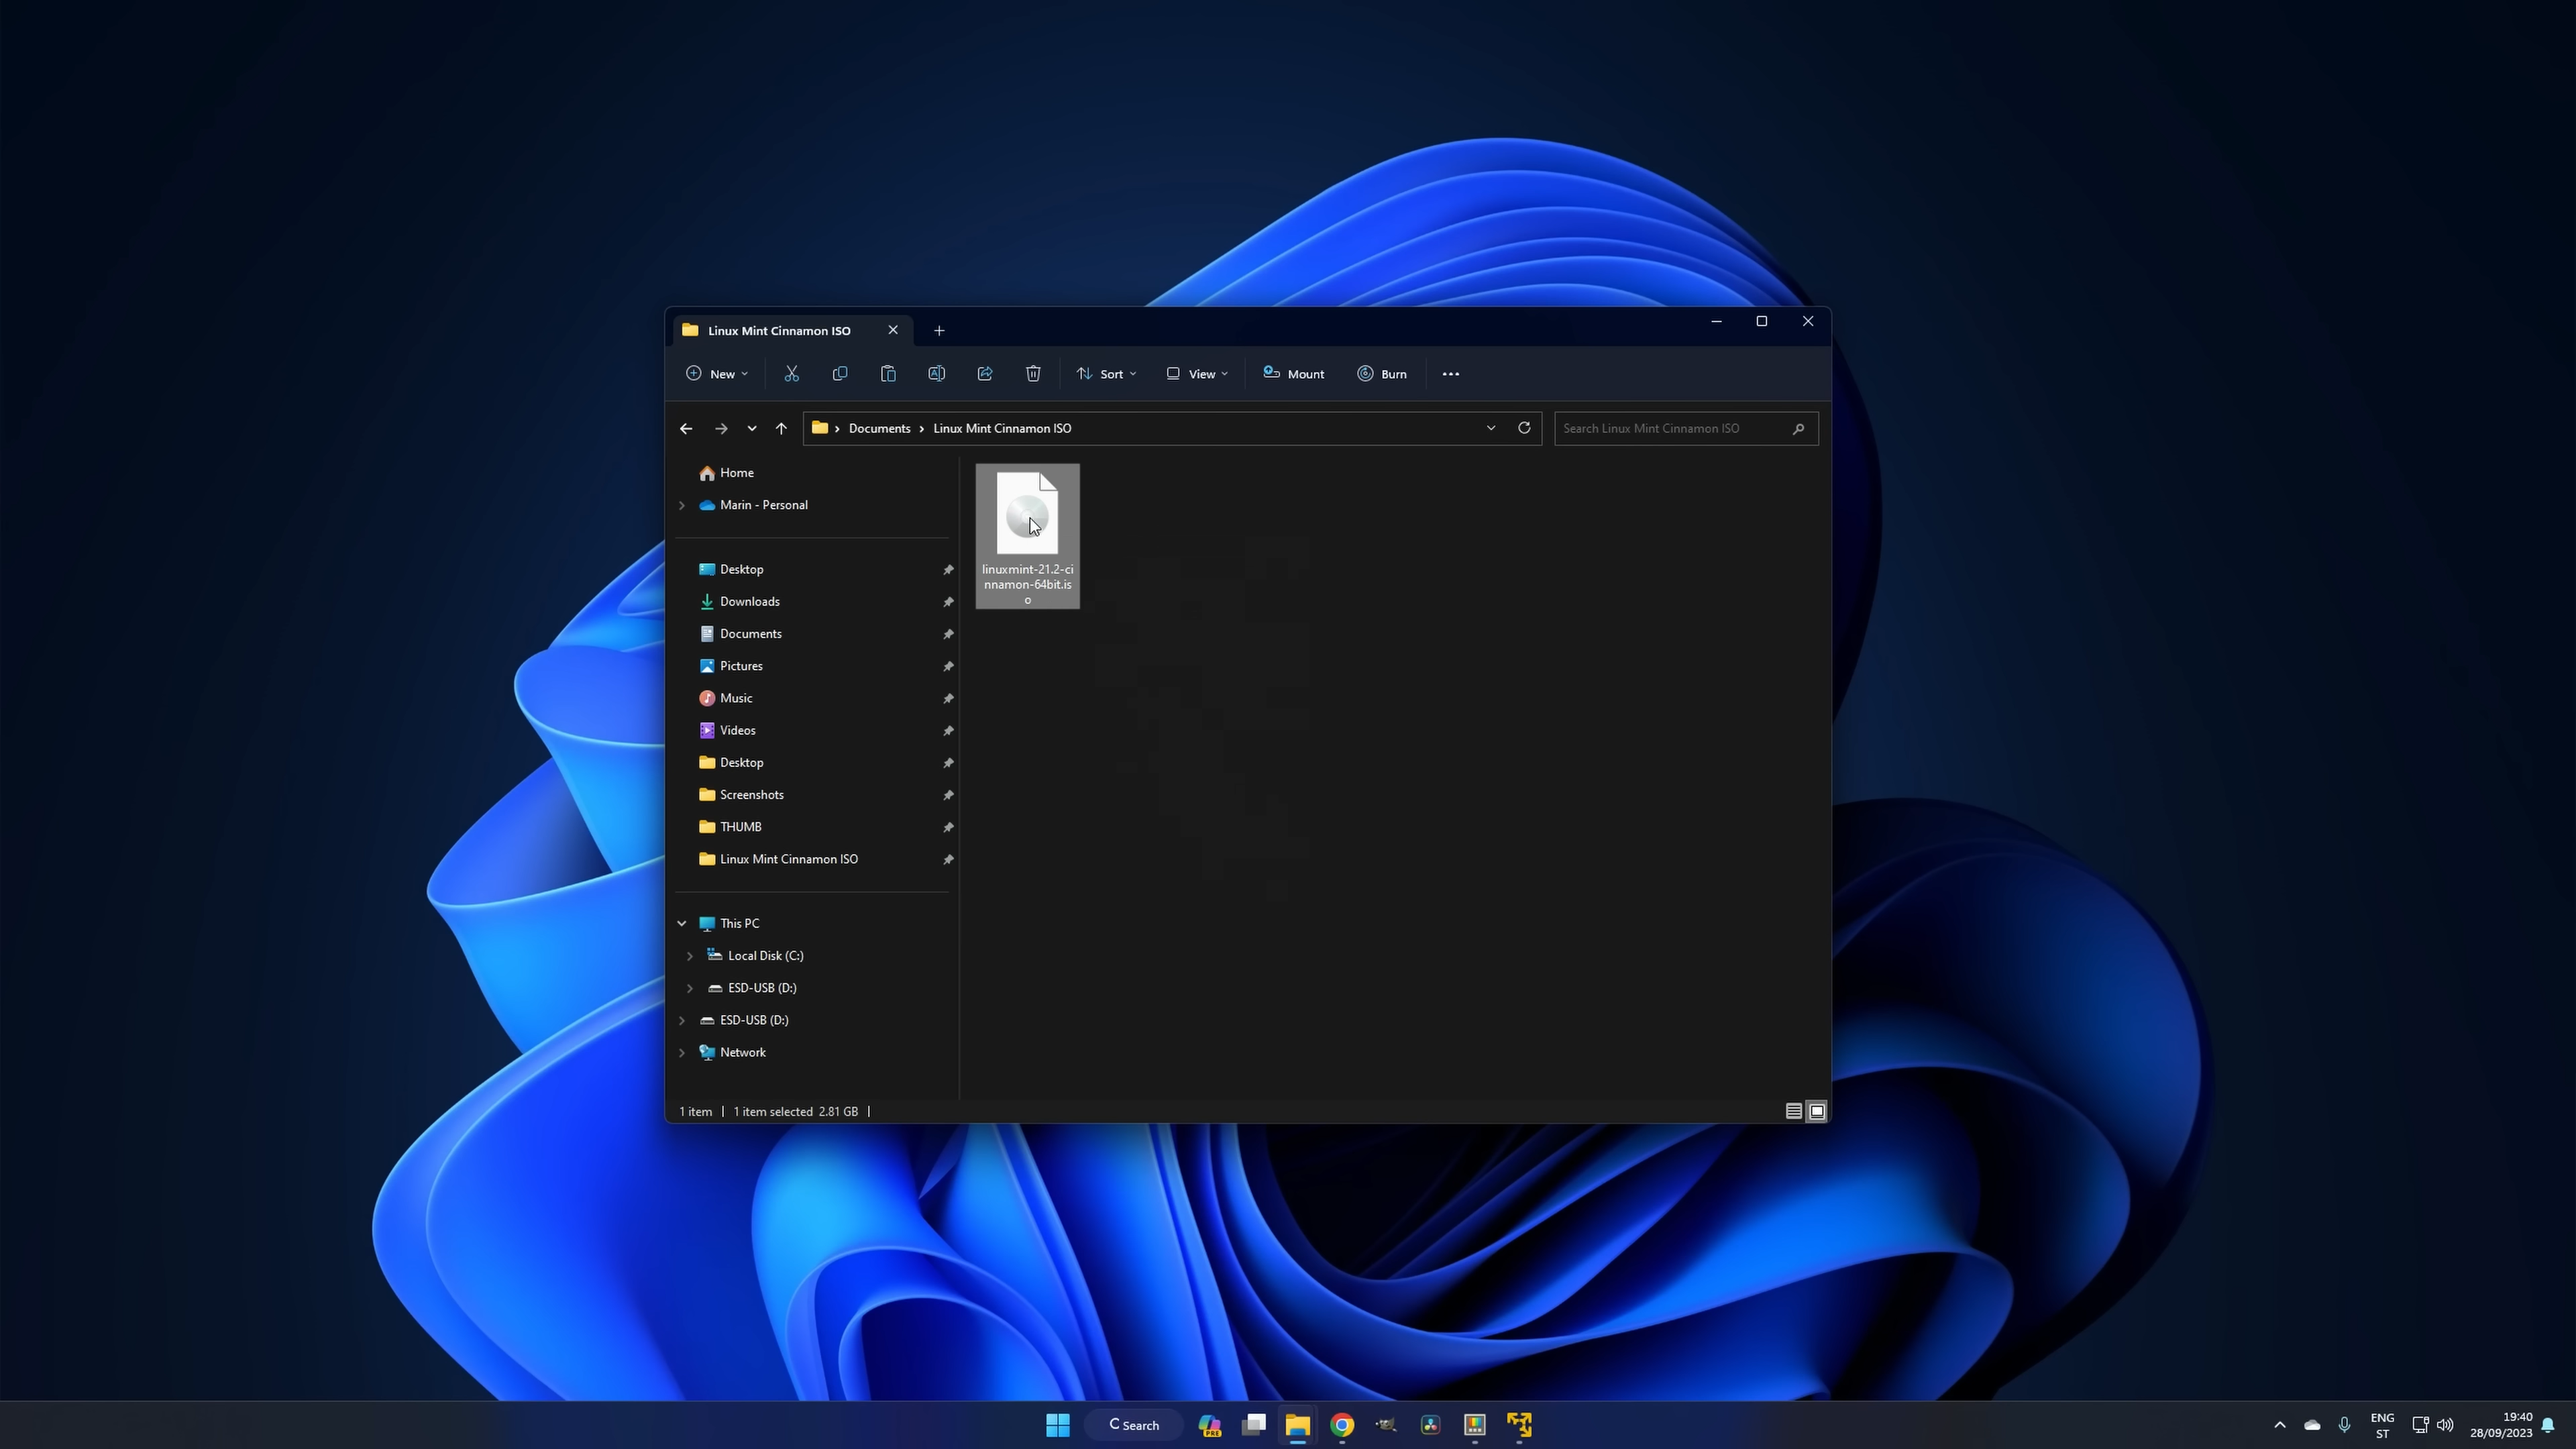 Linux Mint Cinnamon ISO
New
Sort
View
Mount
Burn
Documents
Linux Mint Cinnamon ISO
Search Linux Mint Cinnamon ISO
Home
Marin - Personal
Desktop
Downloads
Documents
Pictures
Music
Videos
Desktop
Screenshots
THUMB
Linux Mint Cinnamon ISO
This PC
Local Disk (C:)
ESD-USB (D:)
ESD-USB (D:)
Network
linuxmint-21.2-ci
nnamon-64bit.is
o
1 item
1 item selected 2.81 GB
Search
PRE
ENG
ST
19:40
28/09/2023